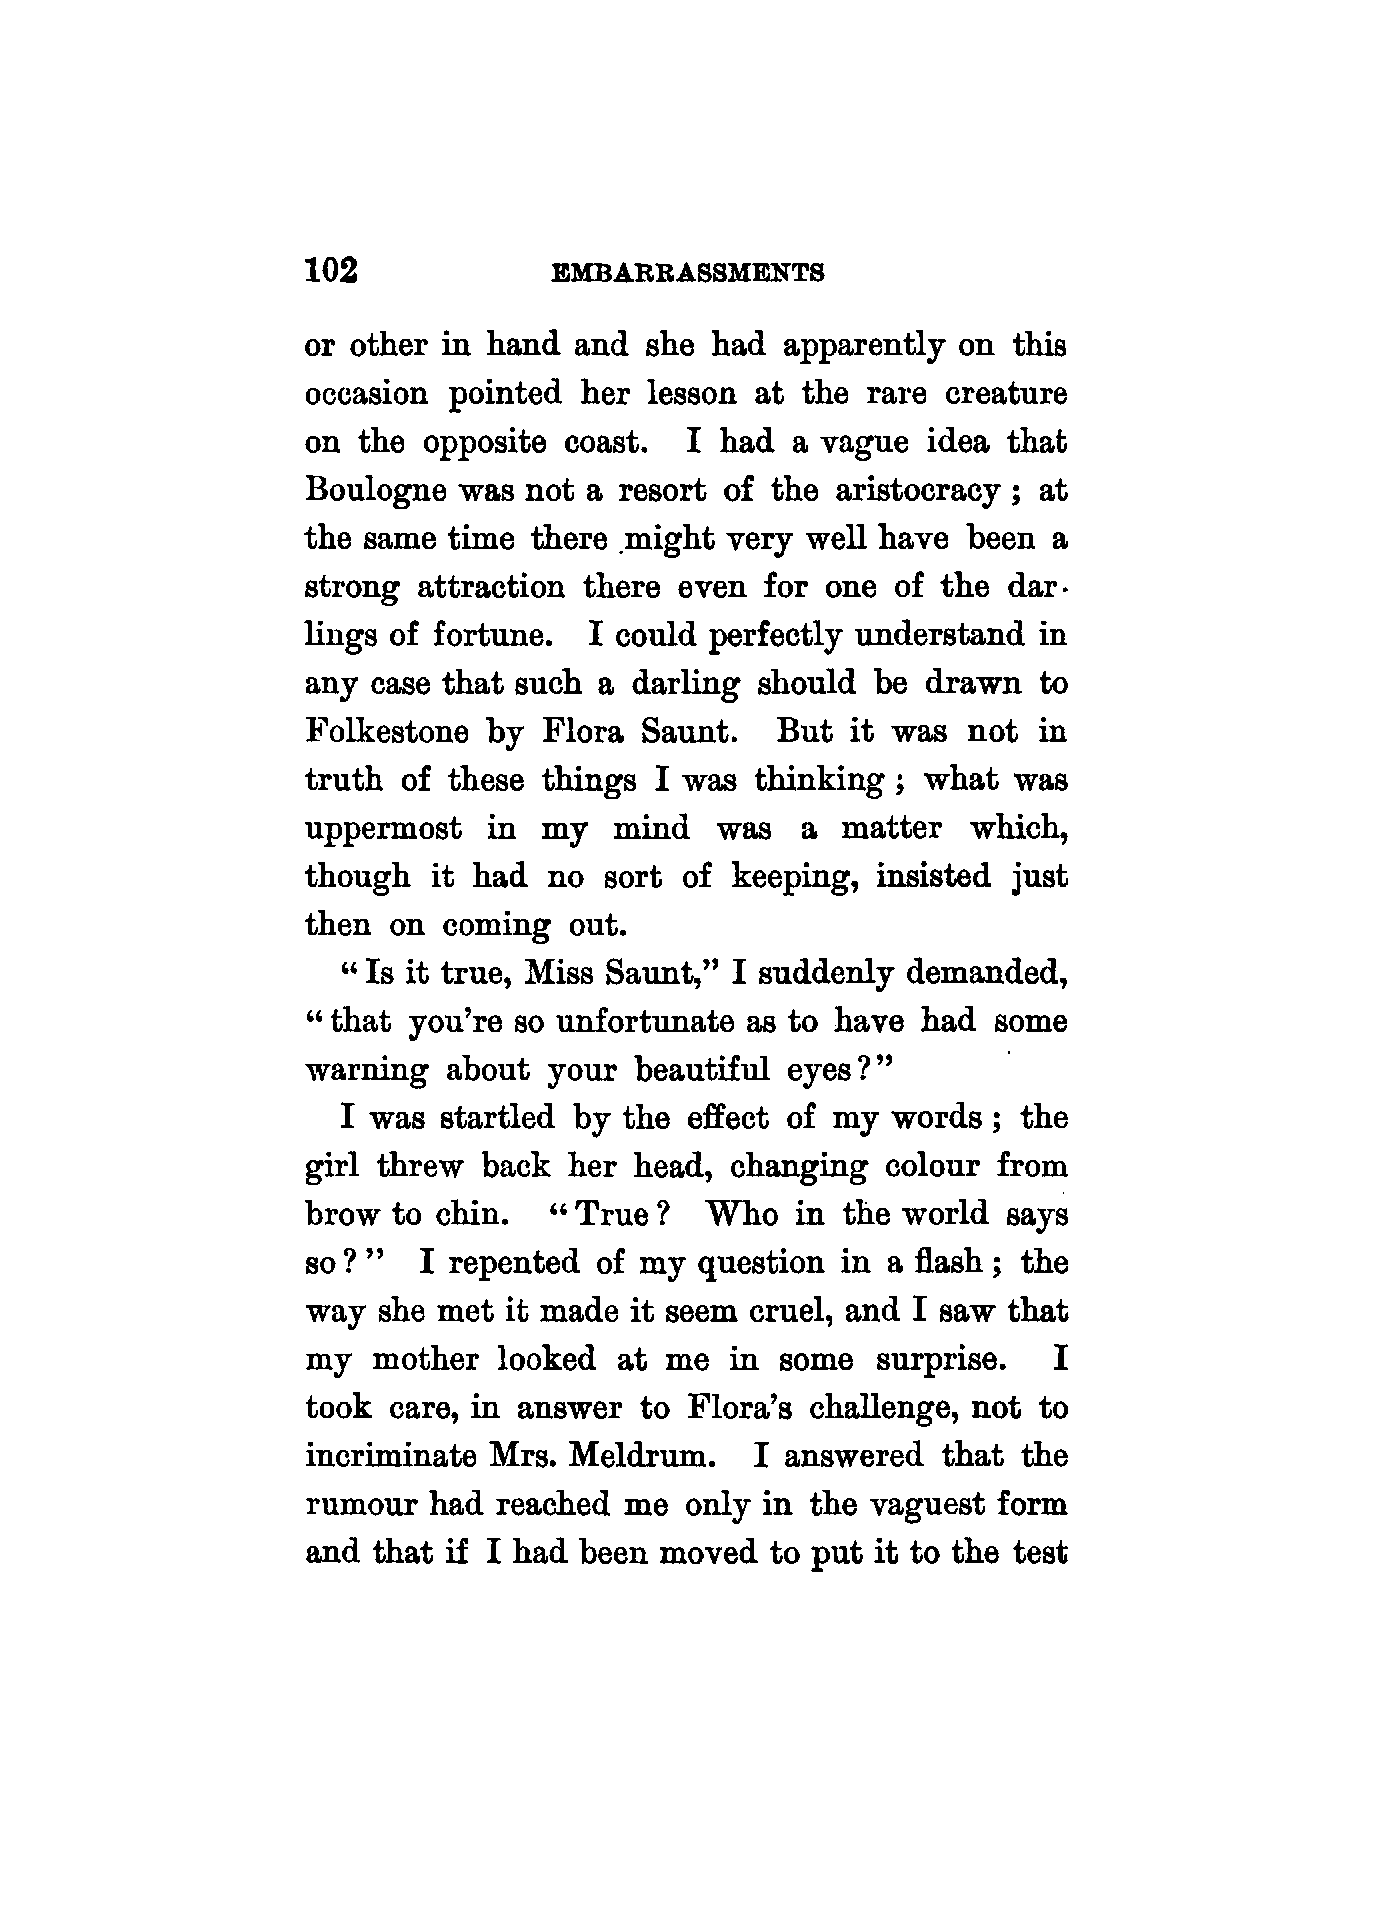 102 EMBARRASSMENTS
or other in hand and she had apparently on this
occasion pointed her lesson at the rare creature
on the opposite coast. I had a vague idea that
Boulogne was not a resort of the aristocracy ; at
the same time there might very well have been a
strong attraction there even for one of the dar-
lings of fortune. I could perfectly understand in
any case that such a darling should be drawn to
Folkestone by Flora Saunt. But it was not in
truth of these things I was thinking ; what was
uppermost in my mind was a matter which,
though it had no sort of keeping, insisted just
then on coming out.
“ Is it true, Miss Saunt,” I suddenly demanded,
“ that you’re so unfortunate as to have had some
warning about your beautiful eyes ? ”
I was startled by the effect of my words ; the
girl threw back her head, changing colour from
brow to chin. “ True ? Who in the world says
so ? ” I repented of my question in a flash ; the
way she met it made it seem cruel, and I saw that
my mother looked at me in some surprise. I
took care, in answer to Flora’s challenge, not to
incriminate Mrs. Meldrum. I answered that the
rumour had reached me only in the vaguest form
and that if I had been moved to put it to the test